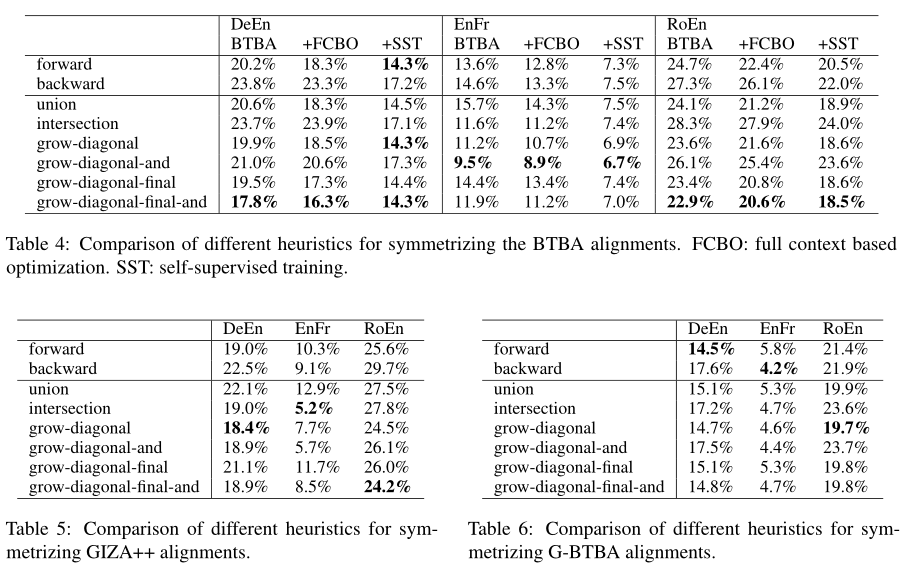 DeEn EnFr RoEn
BTBA +FCBO +SST BTBA +FCBO +SST BTBA +FCBO +SST
forward 20.2% 18.3% 14.3% 13.6% 12.8% 7.3% 24.7% 22.4% 20.5%
backward 23.8% 23.3% 17.2% 14.6% 13.3% 7.5% 27.3% 26.1% 22.0%
union 20.6% 18.3% 14.5% 15.7% 14.3% 7.5% 24.1% 21.2% 18.9%
intersection 23.7% 23.9% 17.1% 11.6% 11.2% 7.4% 28.3% 27.9% 24.0%
grow-diagonal 19.9% 18.5% 14.3% 11.2% 10.7% 6.9% 23.6% 21.6% 18.6%
grow-diagonal-and 21.0% 20.6% 17.3% 9.5% 8.9% 6.7% 26.1% 25.4% 23.6%
grow-diagonal-final 19.5% 17.3% 14.4% 14.4% 13.4% 7.4% 23.4% 20.8% 18.6%
grow-diagonal-final-and 17.8% 16.3% 14.3% 11.9% 11.2% 7.0% 22.9% 20.6% 18.5%
Table 4: Comparison of different heuristics for symmetrizing the BTBA alignments. FCBO: full context based
optimization. SST: self-supervised training.
DeEn EnFr RoEn
forward 19.0% 10.3% 25.6%
backward 22.5% 9.1% 29.7%
union 22.1% 12.9% 27.5%
intersection 19.0% 5.2% 27.8%
grow-diagonal 18.4% 7.7% 24.5%
grow-diagonal-and 18.9% 5.7% 26.1%
grow-diagonal-final 21.1% 11.7% 26.0%
grow-diagonal-final-and 18.9% 8.5% 24.2%
Table 5: Comparison of different heuristics for sym-
metrizing GIZA++ alignments.
DeEn EnFr RoEn
forward 14.5% 5.8% 21.4%
backward 17.6% 4.2% 21.9%
union 15.1% 5.3% 19.9%
intersection 17.2% 4.7% 23.6%
grow-diagonal 14.7% 4.6% 19.7%
grow-diagonal-and 17.5% 4.4% 23.7%
grow-diagonal-final 15.1% 5.3% 19.8%
grow-diagonal-final-and 14.8% 4.7% 19.8%
Table 6: Comparison of different heuristics for sym-
metrizing G-BTBA alignments.